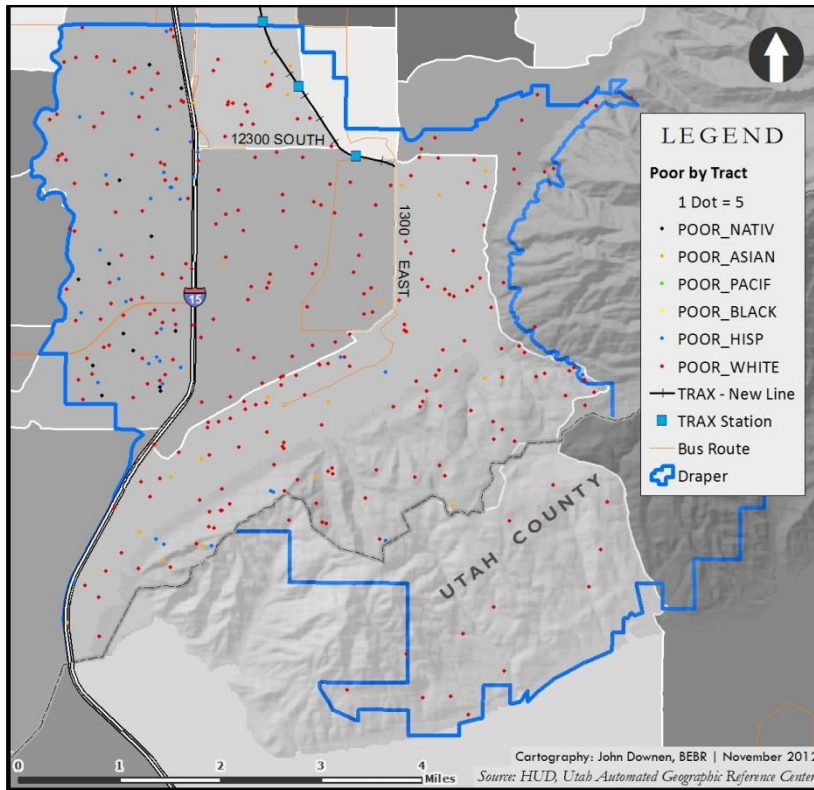 12300 SOUTH
1300 EAST
15
UTAH COUNTY
LEGEND
Poor by Tract
1 Dot = 5
POOR_NATIV
POOR_ASIAN
POOR_PACIF
POOR_BLACK
POOR_HISP
POOR_WHITE
TRAX - New Line
TRAX Station
Bus Route
Draper
0 1 2 3 4
Miles
Cartography: John Downen, BEBR | November 2012
Source: HUD, Utah Automated Geographic Reference Center